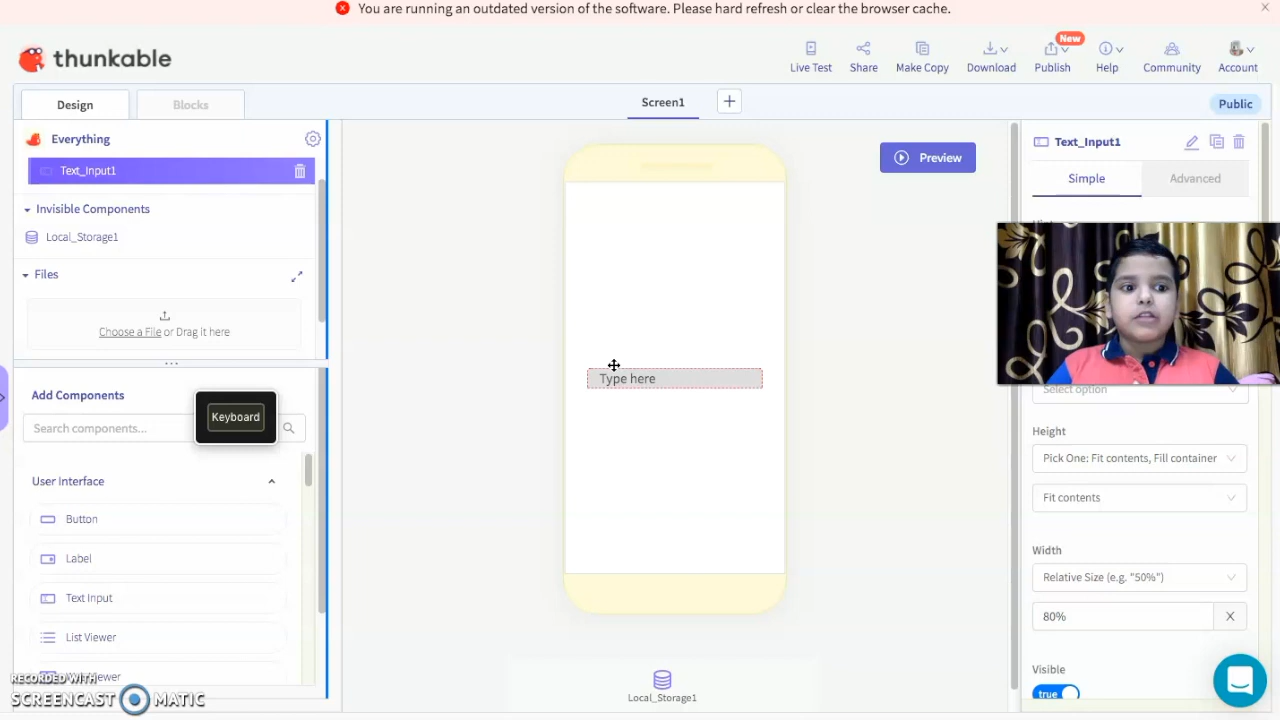 You are running an outdated version of the software. Please hard refresh or clear the browser cache.
thunkable
Live Test
Share
Make Copy
Download
New
Publish
Help
Community
Account
Design
Blocks
Screen1
Public
Everything
Text_Input1
Invisible Components
Local_Storage1
Files
Choose a File or Drag it here
Add Components
Search components...
Keyboard
User Interface
Button
Label
Text Input
List Viewer
RECORDED WITH
SCREENCAST MATIC
Preview
Type here
Local_Storage1
Text_Input1
Simple
Advanced
Select option
Height
Pick One: Fit contents, Fill container
Fit contents
Width
Relative Size (e.g. "50%")
80%
Visible
true